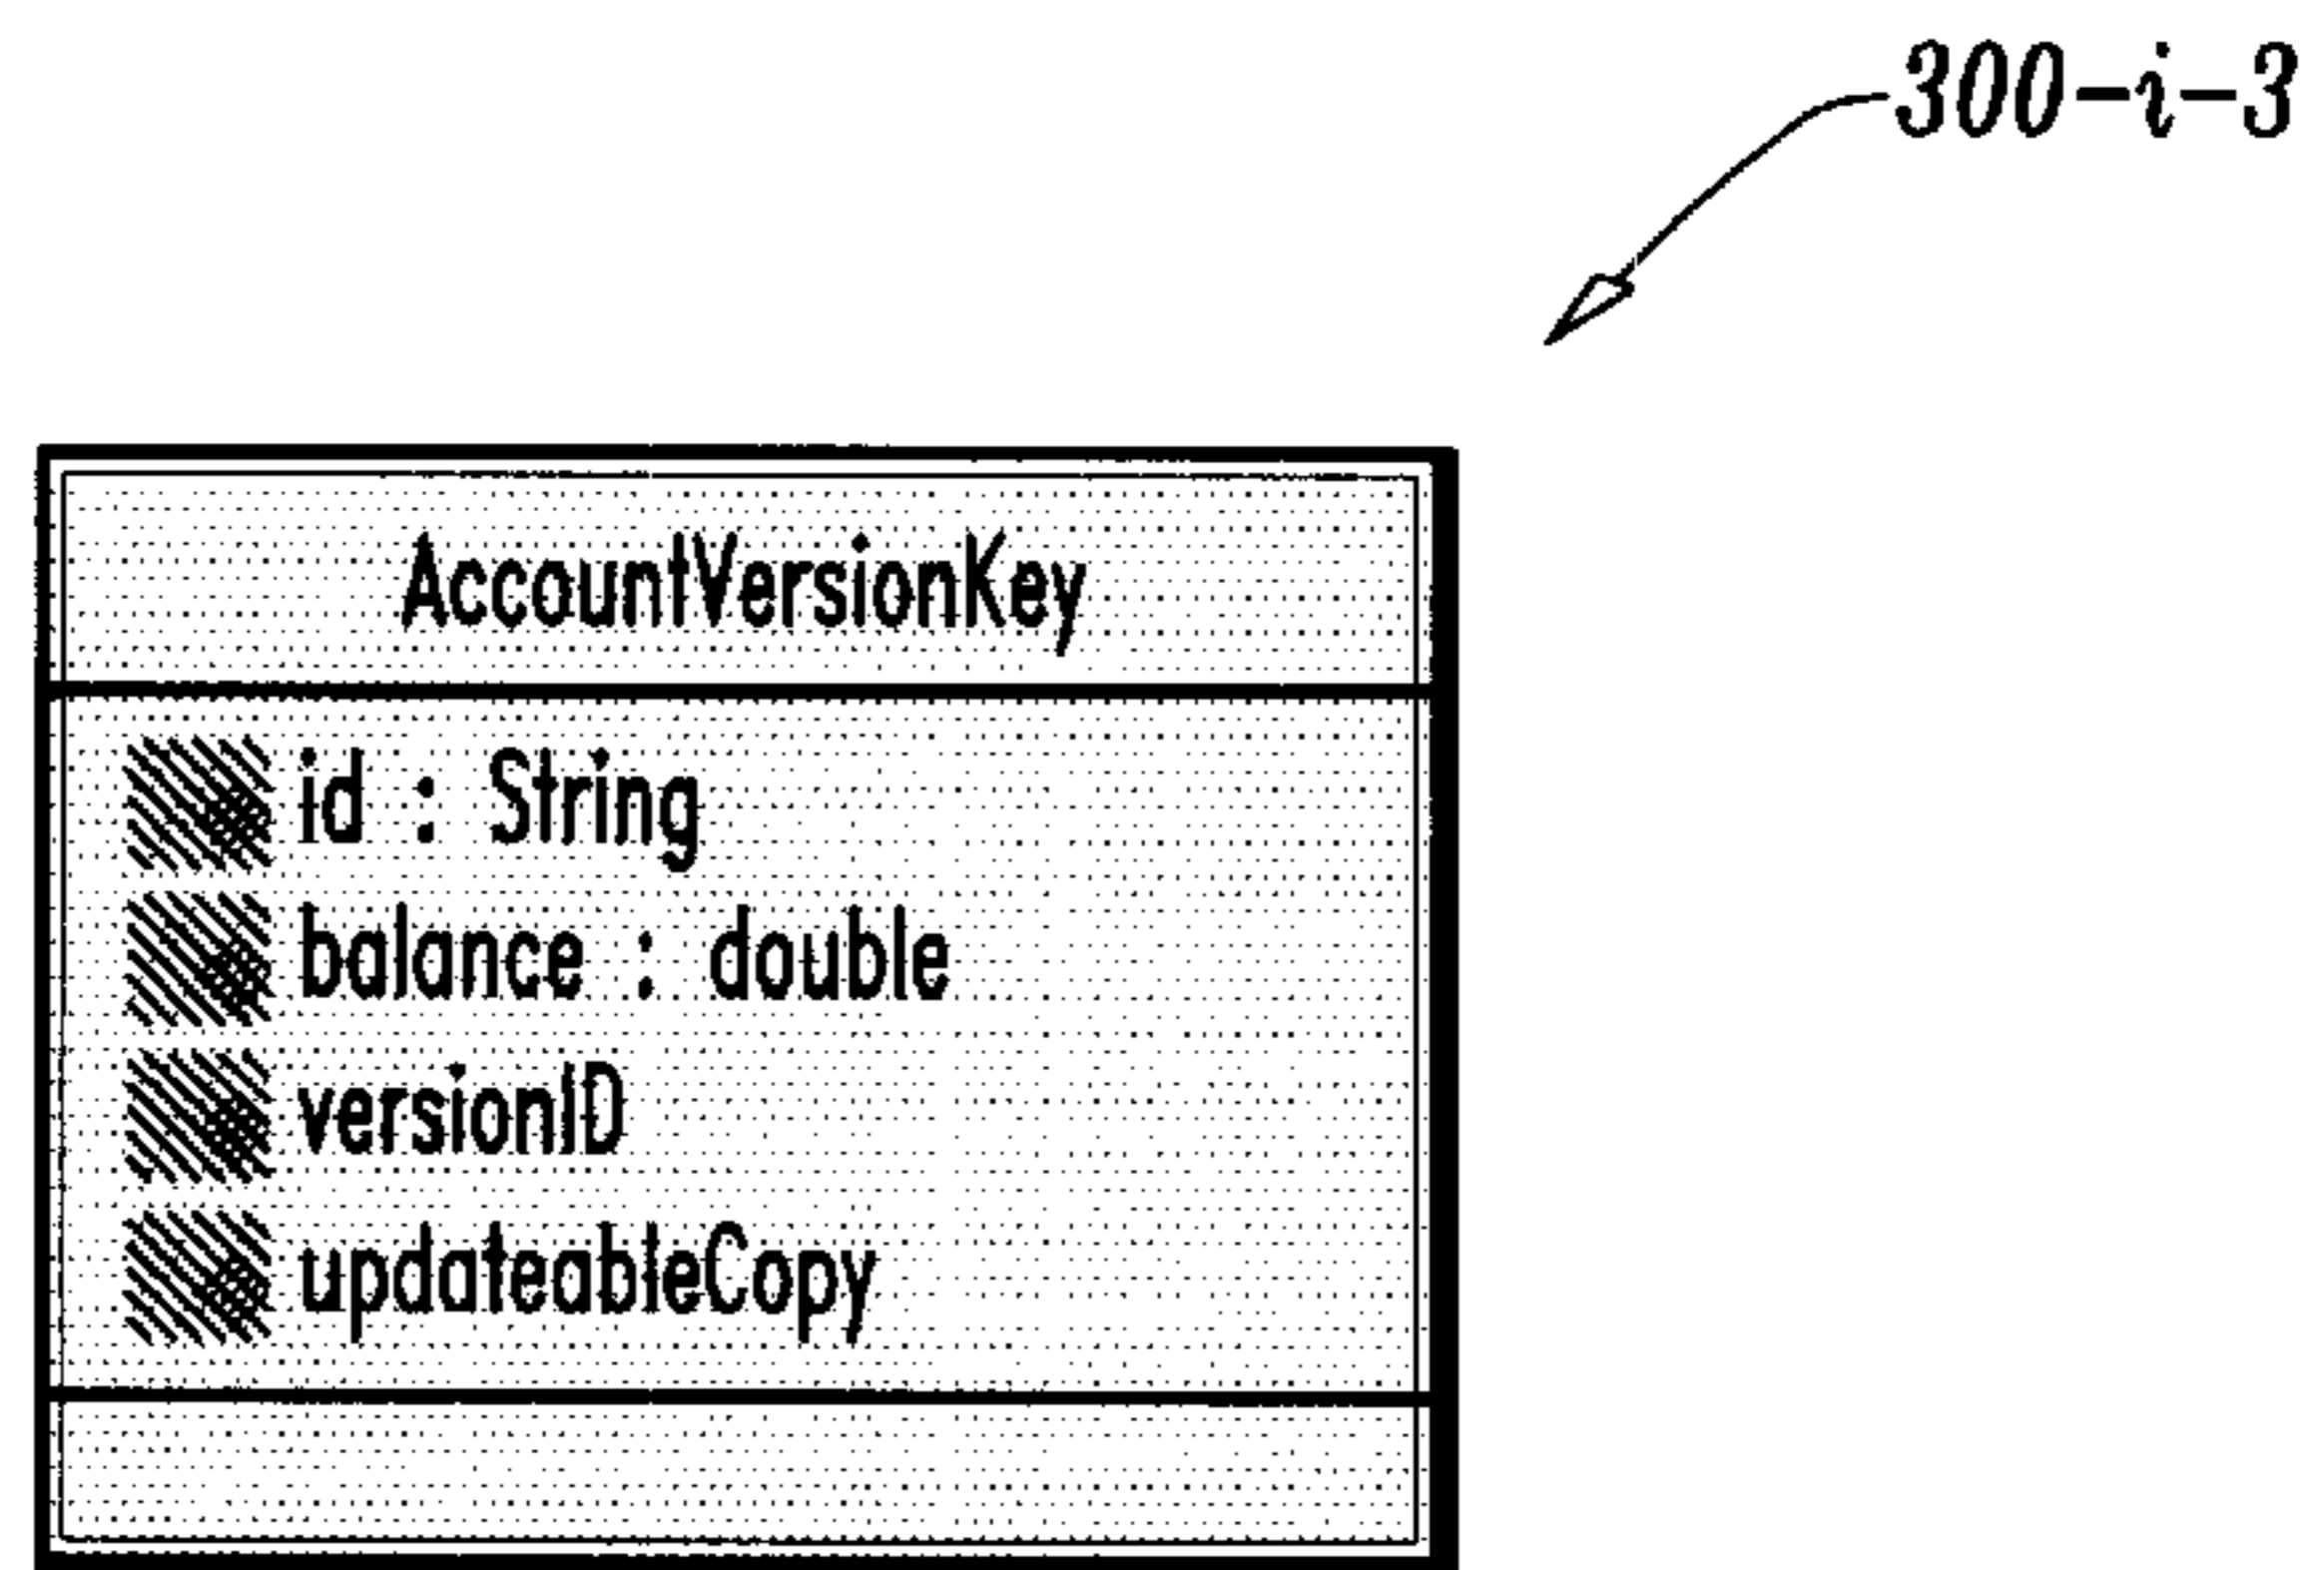 300-i-3
AccountVersionKey
id : String
balance : double
versionID
updateableCopy